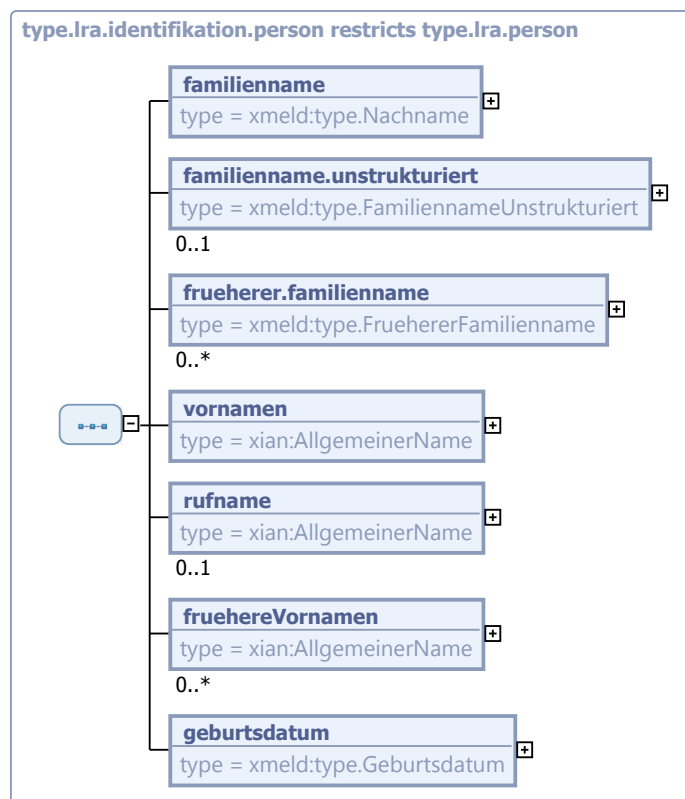 type.lra.identifikation.person restricts type.lra.person
familienname
type = xmeld:type.Nachname
familienname.unstrukturiert
type = xmeld:type.FamiliennameUnstrukturiert
0..1
frueherer.familienname
type = xmeld:type.FruehererFamilienname
0..*
vornamen
type = xian:AllgemeinerName
rufname
type = xian:AllgemeinerName
0..1
fruehereVornamen
type = xian:AllgemeinerName
0..*
geburtsdatum
type = xmeld:type.Geburtsdatum